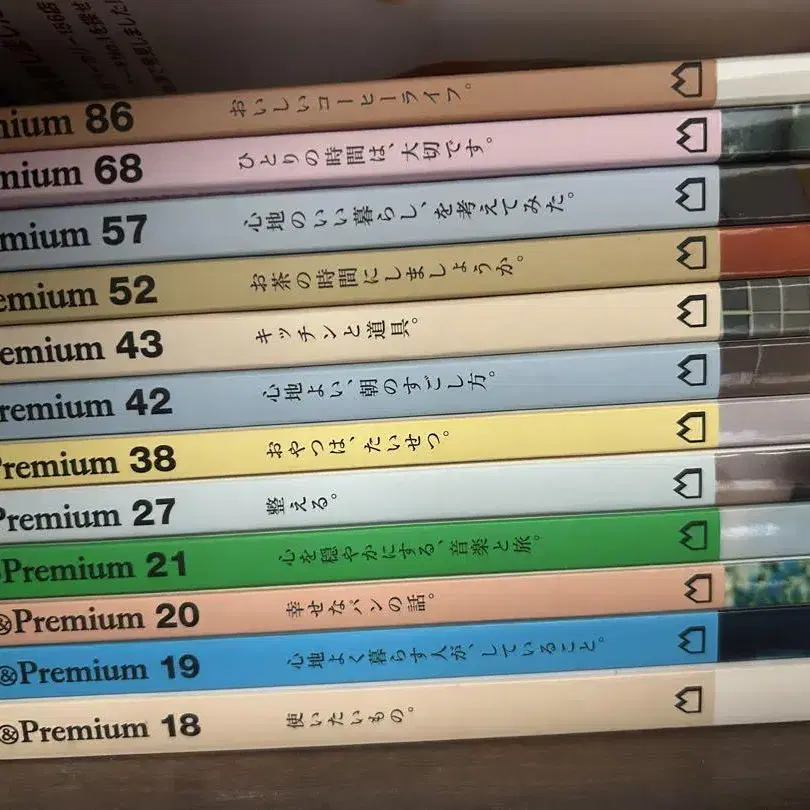 mium 86 おいしいコーヒーライフ。
mium 68 ひとりの時間は、大切です。
mium 57 心地のいい暮らし、を考えてみた。
emium 52 お茶の時間にしましょうか。
emium 43 キッチンと道具。
remium 42 心地よい、朝のすごし方。
Premium 38 おやつは、たいせつ。
Premium 27 整える。
&Premium 21 心を穏やかにする、音楽と旅。
&Premium 20 幸せなパンの話。
&Premium 19 心地よく暮らす人が、していること。
&Premium 18 使いたいもの。